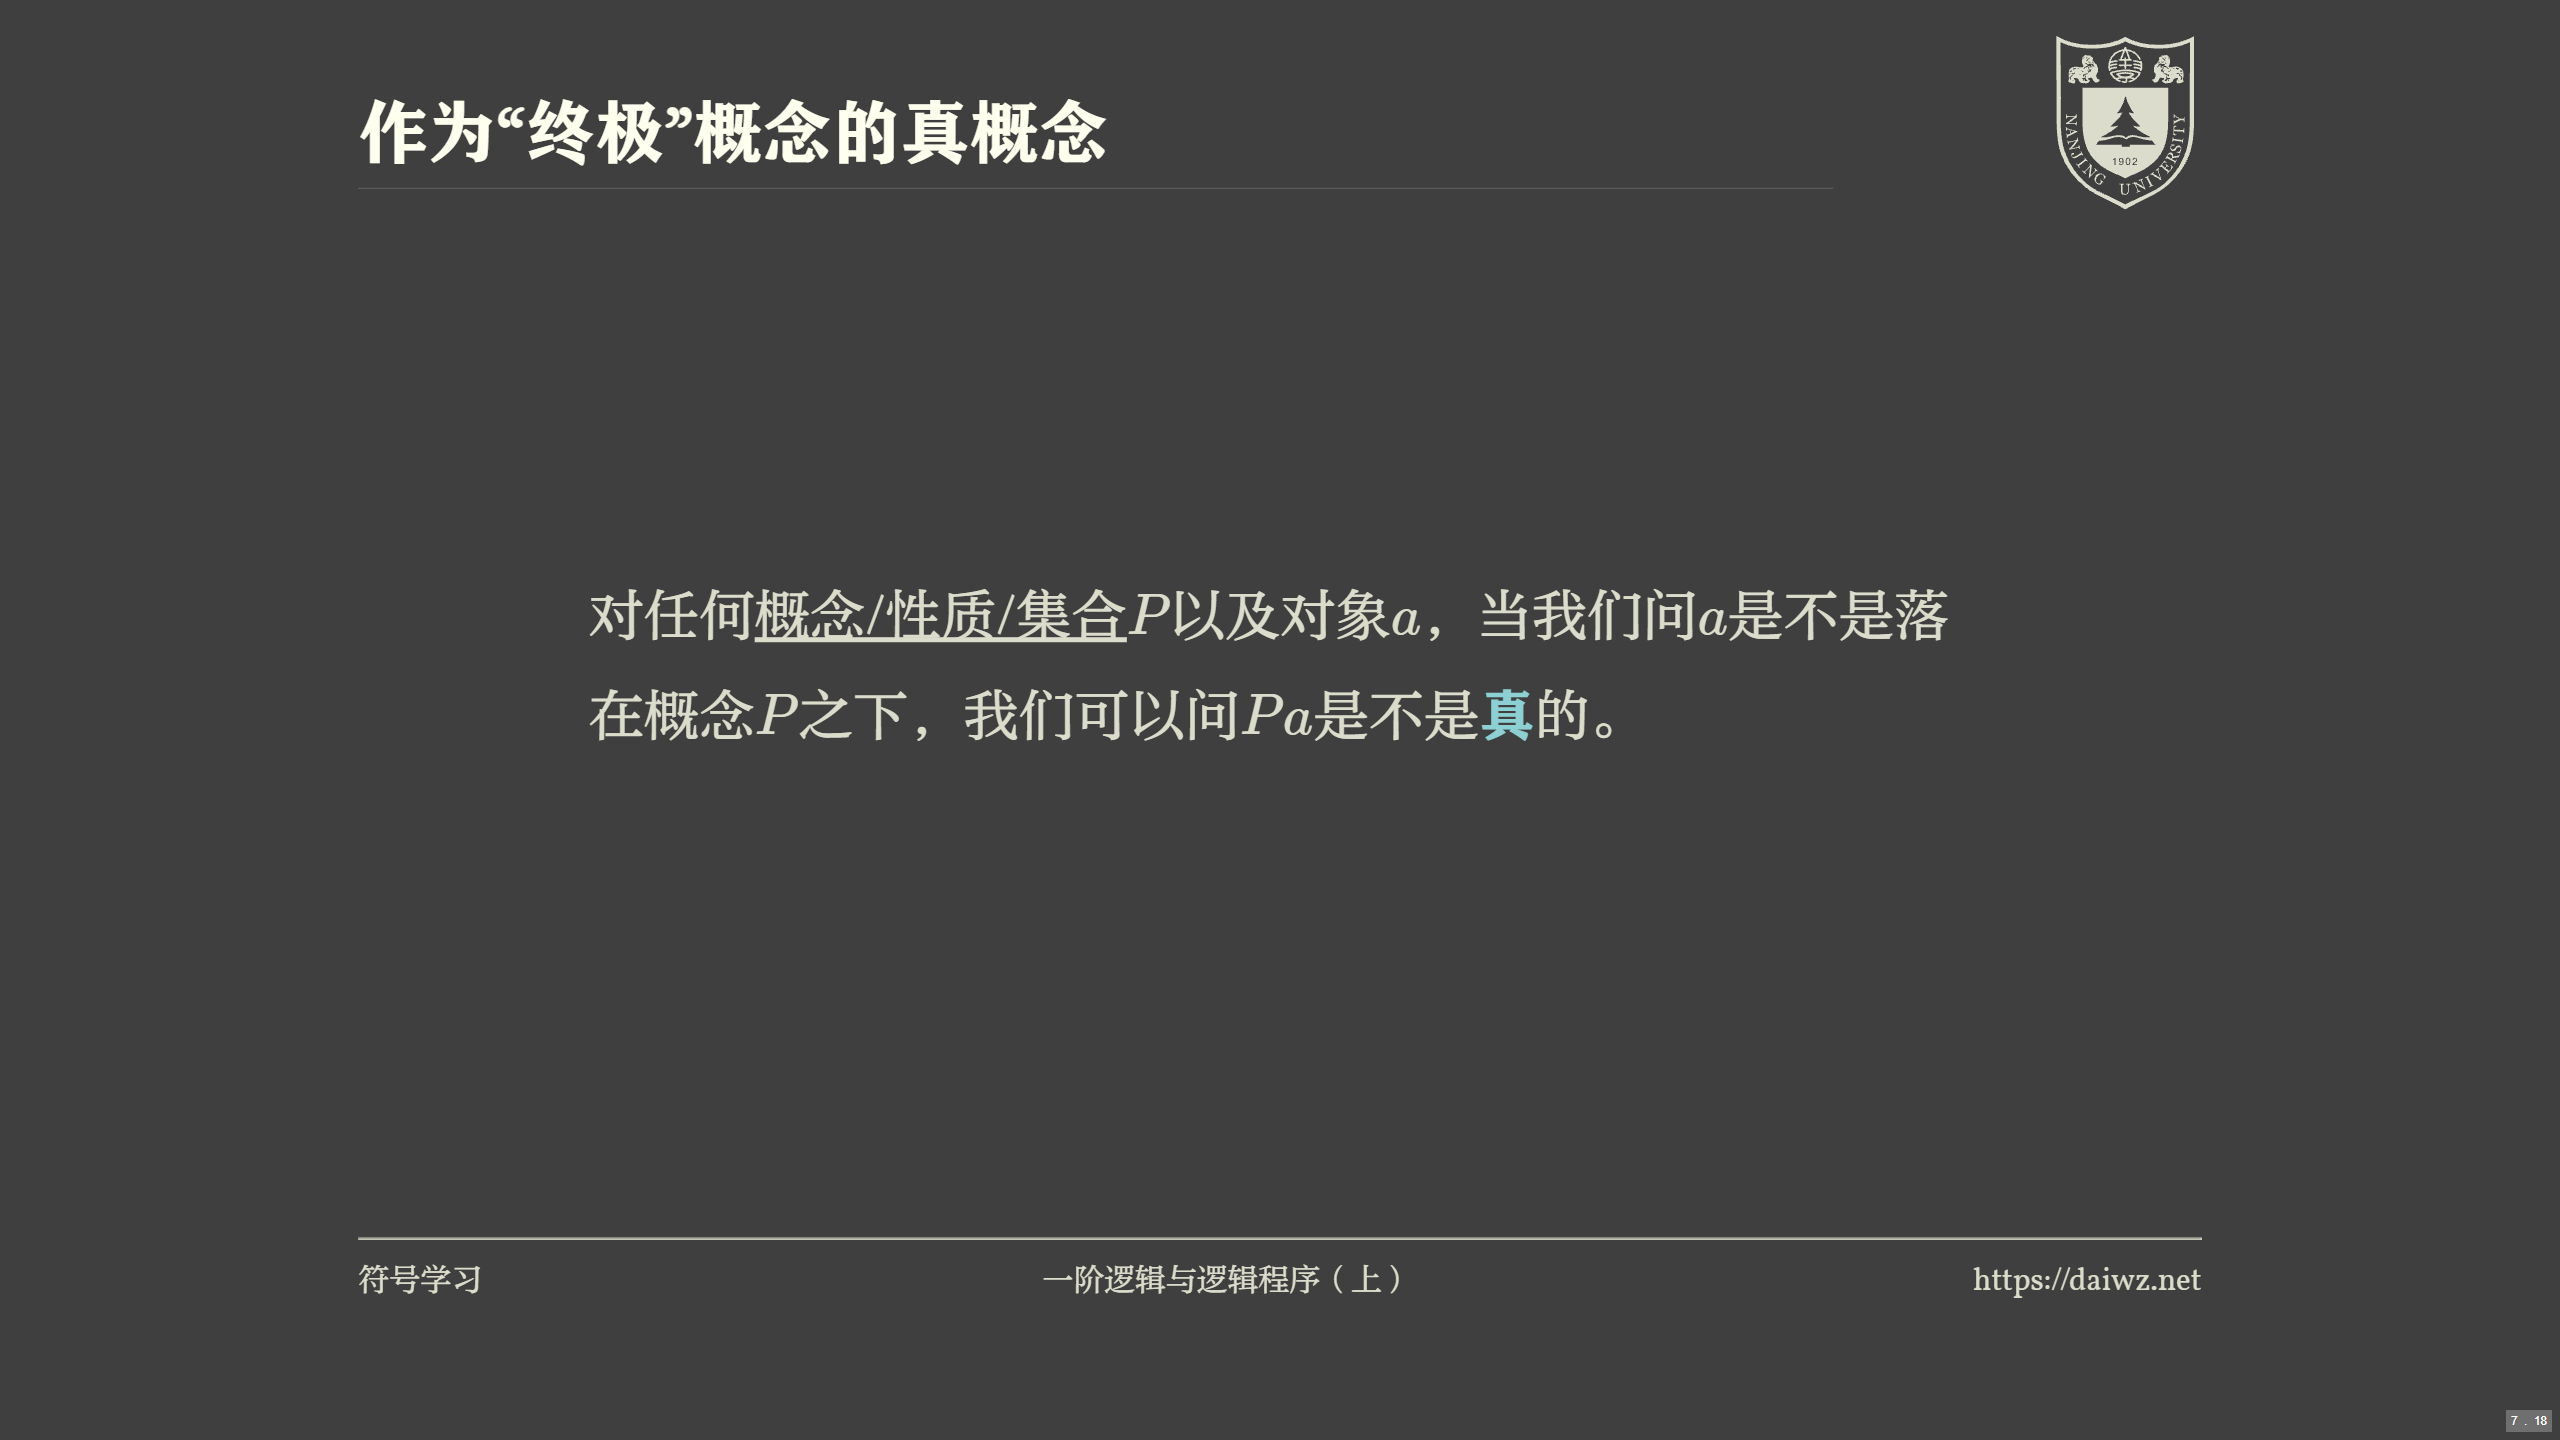 作为“终极”概念的真概念
NANJING UNIVERSITY
1902
对任何概念/性质/集合P以及对象a，当我们问a是不是落
在概念P之下，我们可以问Pa是不是真的。
符号学习
一阶逻辑与逻辑程序（上）
https://daiwz.net
7 . 18